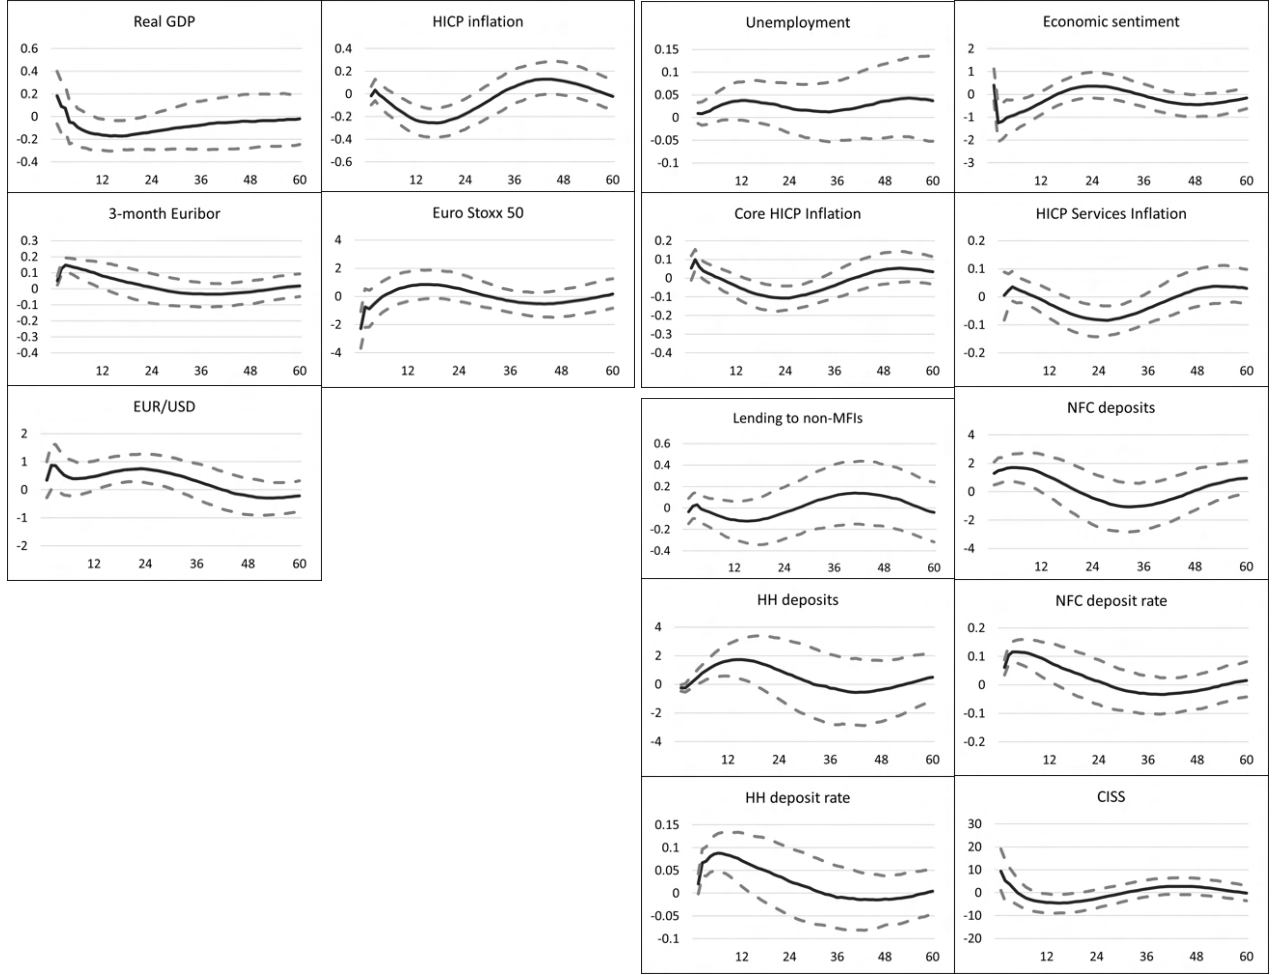 Real GDP
0.6
0.4
0.2
0
-0.2
-0.4
12 24 36 48 60
HICP inflation
0.4
0.2
0
-0.2
-0.4
-0.6
12 24 36 48 60
Unemployment
0.15
0.1
0.05
0
-0.05
-0.1
12 24 36 48 60
Economic sentiment
2
1
0
-1
-2
-3
12 24 36 48 60
3-month Euribor
0.3
0.2
0.1
0
-0.1
-0.2
-0.3
-0.4
12 24 36 48 60
Euro Stoxx 50
4
2
0
-2
-4
12 24 36 48 60
Core HICP Inflation
0.2
0.1
0
-0.1
-0.2
-0.3
-0.4
12 24 36 48 60
HICP Services Inflation
0.2
0.1
0
-0.1
-0.2
12 24 36 48 60
EUR/USD
2
1
0
-1
-2
12 24 36 48 60
Lending to non-MFIs
0.6
0.4
0.2
0
-0.2
-0.4
12 24 36 48 60
NFC deposits
4
2
0
-2
-4
12 24 36 48 60
HH deposits
4
2
0
-2
-4
12 24 36 48 60
NFC deposit rate
0.2
0.1
0
-0.1
-0.2
12 24 36 48 60
HH deposit rate
0.15
0.1
0.05
0
-0.05
-0.1
12 24 36 48 60
CISS
30
20
10
0
-10
-20
12 24 36 48 60